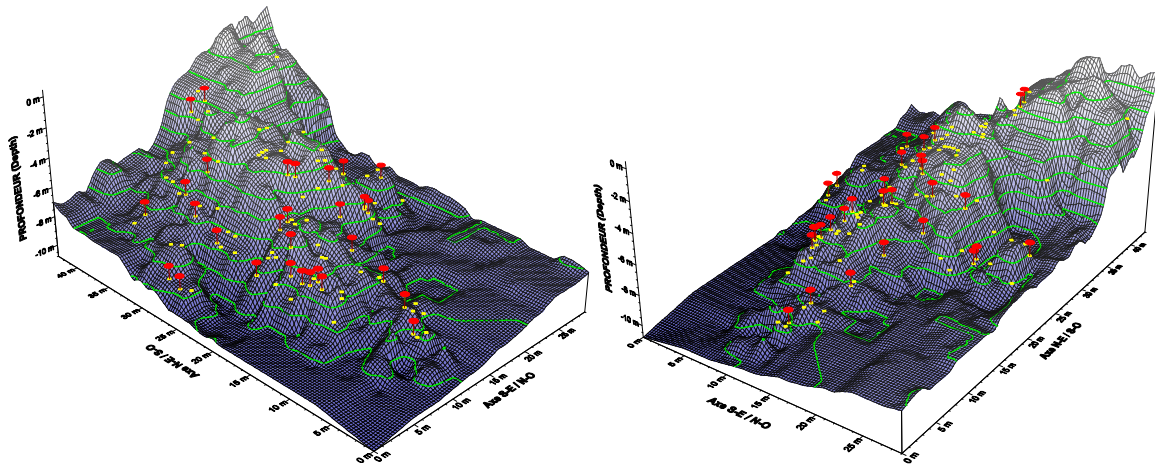 PROFONDEUR (Depth)
0 m
-2 m
-4 m
-6 m
-8 m
-10 m
40 m
35 m
30 m
25 m
20 m
15 m
10 m
5 m
0 m
Axe N-E / S-O
0 m
5 m
10 m
15 m
20 m
25 m
Axe S-E / N-O
PROFONDEUR (Depth)
0 m
-2 m
-4 m
-6 m
-8 m
-10 m
0 m
5 m
10 m
15 m
20 m
25 m
Axe S-E / N-O
0 m
5 m
10 m
15 m
20 m
25 m
30 m
35 m
40 m
Axe N-E / S-O